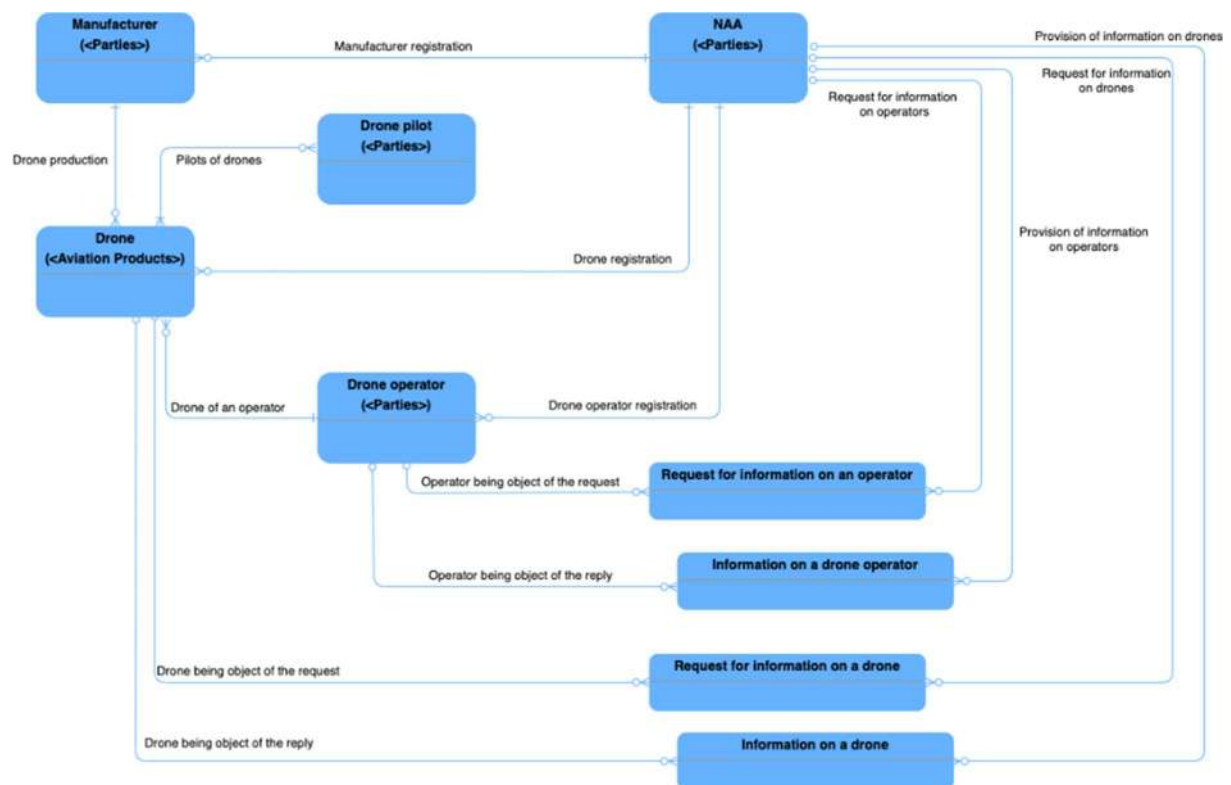 Manufacturer
(<Parties>)
NAA
(<Parties>)
Provision of information on drones
Manufacturer registration
Request for information
on drones
Request for information
on operators
Drone pilot
(<Parties>)
Drone production
Pilots of drones
Drone
(<Aviation Products>)
Provision of information
on operators
Drone registration
Drone operator
(<Parties>)
Drone of an operator
Drone operator registration
Operator being object of the request
Request for information on an operator
Information on a drone operator
Operator being object of the reply
Request for information on a drone
Drone being object of the request
Drone being object of the reply
Information on a drone